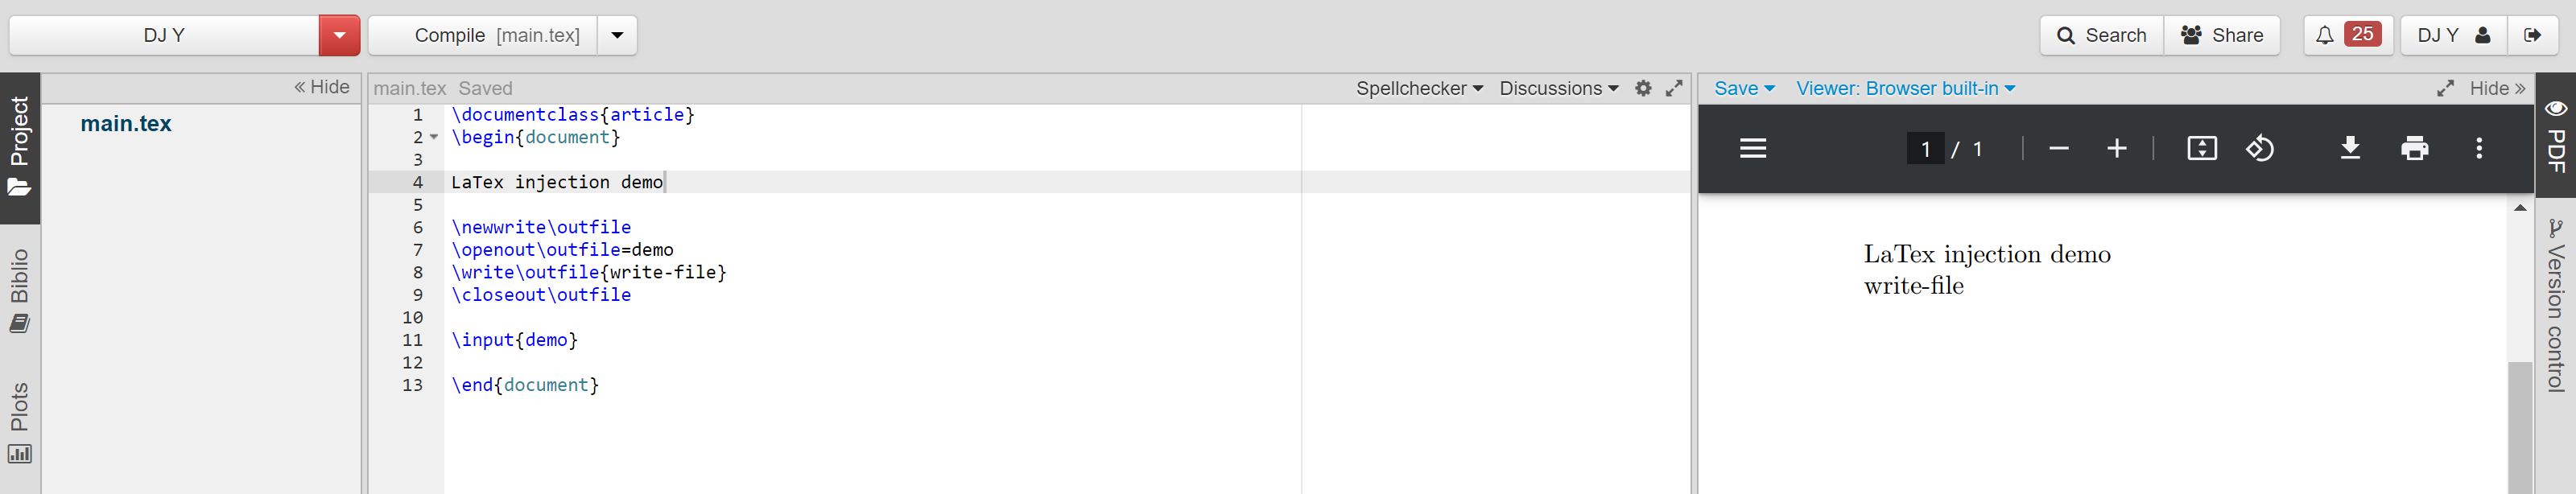 DJ Y
Compile [main.tex]
Search
Share
25
DJ Y
Project
Biblio
Plots
« Hide
main.tex
main.tex Saved
Spellchecker
Discussions
1 \documentclass{article}
2 \begin{document}
3
4 LaTex injection demo
5
6 \newwrite\outfile
7 \openout\outfile=demo
8 \write\outfile{write-file}
9 \closeout\outfile
10
11 \input{demo}
12
13 \end{document}
Save
Viewer: Browser built-in
Hide »
1 / 1
LaTex injection demo
write-file
PDF
Version control